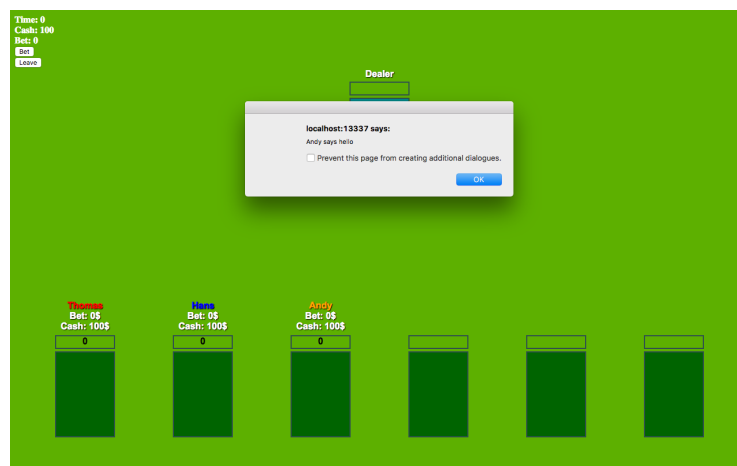 Time: 0
Cash: 100
Bet: 0
Bet
Leave
Dealer
localhost:13337 says:
Andy says hello
Prevent this page from creating additional dialogues.
OK
Thomas
Bet: 0$
Cash: 100$
0
Hans
Bet: 0$
Cash: 100$
0
Andy
Bet: 0$
Cash: 100$
0